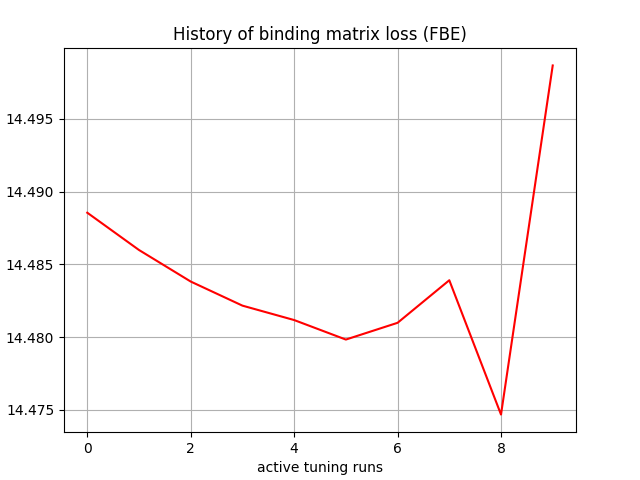 History of binding matrix loss (FBE)
14.495
14.490
14.485
14.480
14.475
0 2 4 6 8
active tuning runs